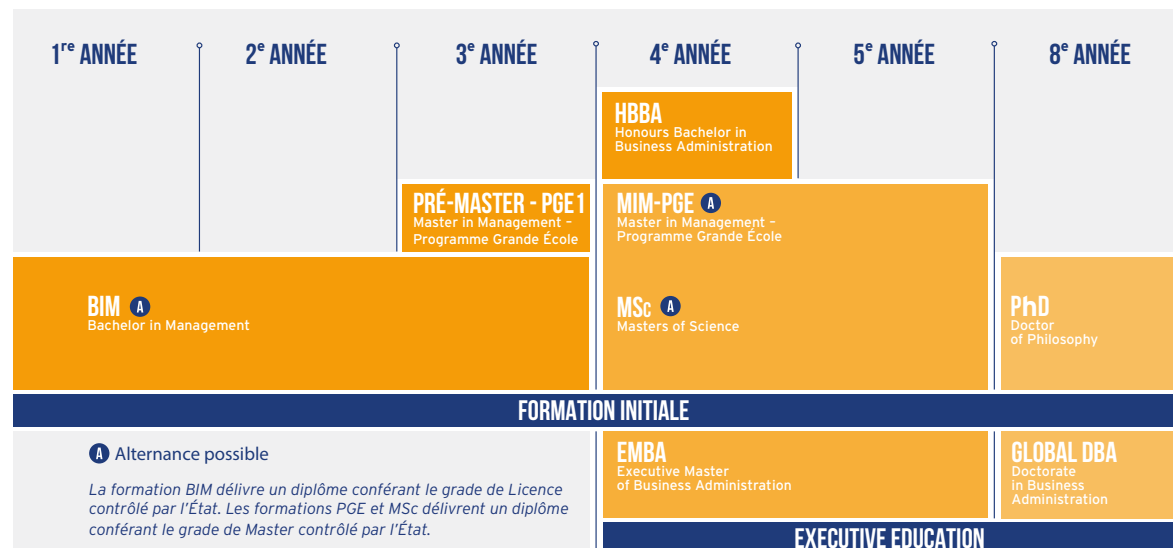 1re ANNÉE
2e ANNÉE
3e ANNÉE
4e ANNÉE
5e ANNÉE
8e ANNÉE
HBBA
Honours Bachelor in
Business Administration
PRÉ-MASTER - PGE1
Master in Management –
Programme Grande École
MIM-PGE A
Master in Management –
Programme Grande École
BIM A
Bachelor in Management
MSc A
Masters of Science
PhD
Doctor
of Philosophy
FORMATION INITIALE
A Alternance possible
La formation BIM délivre un diplôme conférant le grade de Licence
contrôlé par l’État. Les formations PGE et MSc délivrent un diplôme
conférant le grade de Master contrôlé par l’État.
EMBA
Executive Master
of Business Administration
GLOBAL DBA
Doctorate
in Business
Administration
EXECUTIVE EDUCATION